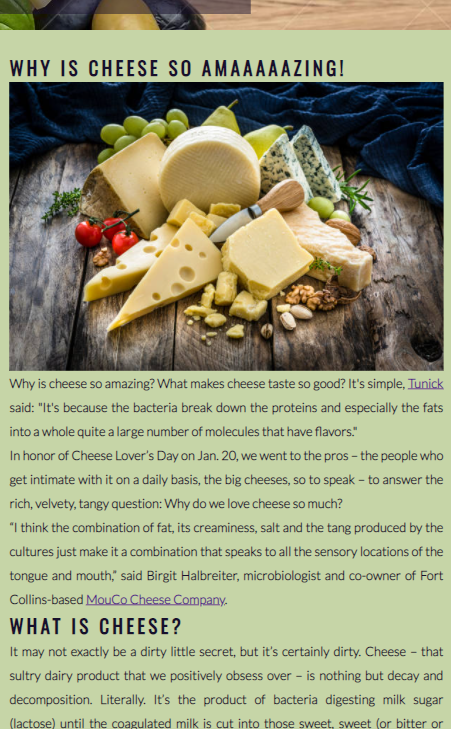 WHY IS CHEESE SO AMAAAAAZING!
Why is cheese so amazing? What makes cheese taste so good? It's simple, Tunick
said: "It's because the bacteria break down the proteins and especially the fats
into a whole quite a large number of molecules that have flavors."
In honor of Cheese Lover's Day on Jan. 20, we went to the pros – the people who
get intimate with it on a daily basis, the big cheeses, so to speak – to answer the
rich, velvety, tangy question: Why do we love cheese so much?
"I think the combination of fat, its creaminess, salt and the tang produced by the
cultures just make it a combination that speaks to all the sensory locations of the
tongue and mouth," said Birgit Halbreiter, microbiologist and co-owner of Fort
Collins-based MouCo Cheese Company.
WHAT IS CHEESE?
It may not exactly be a dirty little secret, but it's certainly dirty. Cheese – that
sultry dairy product that we positively obsess over – is nothing but decay and
decomposition. Literally. It's the product of bacteria digesting milk sugar
(lactose) until the coagulated milk is cut into those sweet, sweet (or bitter or